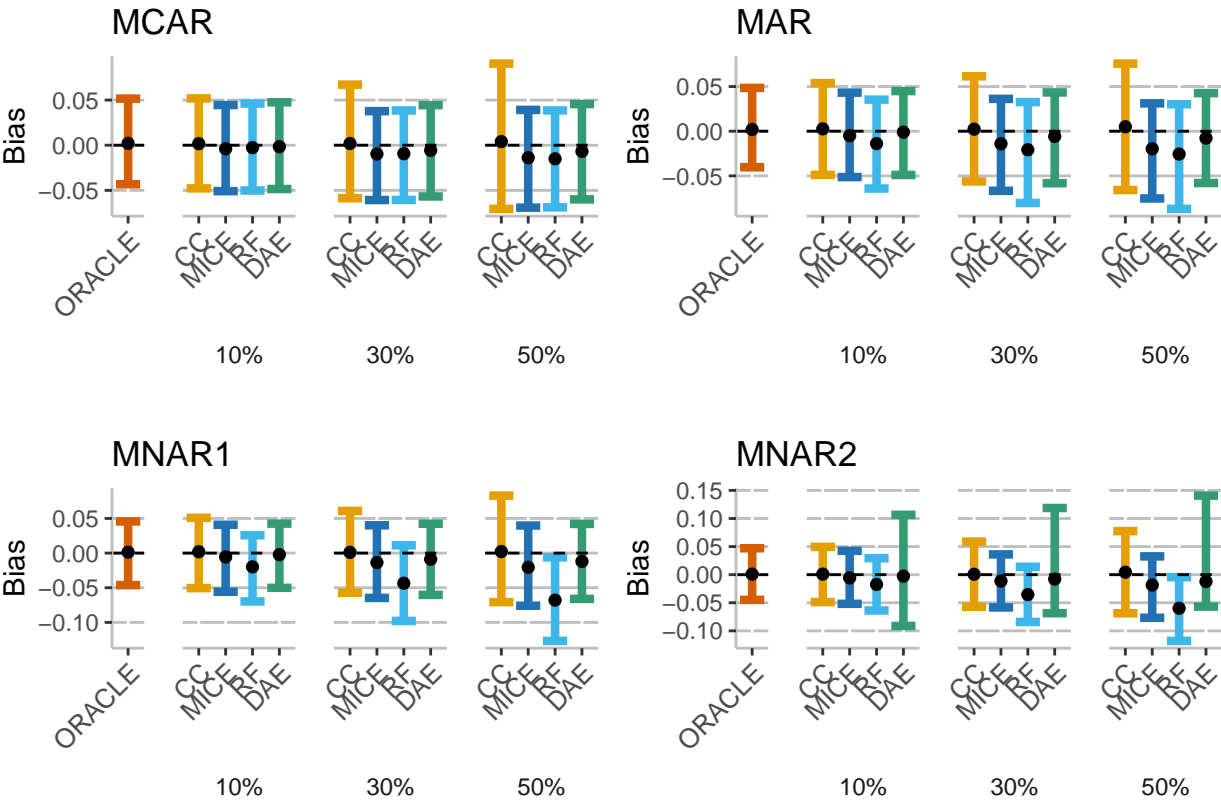 MCAR
Bias
0.05
0.00
−0.05
ORACLE
CC
MICE
RF
DAE
CC
MICE
RF
DAE
CC
MICE
RF
DAE
10%
30%
50%
MAR
Bias
0.05
0.00
−0.05
ORACLE
CC
MICE
RF
DAE
CC
MICE
RF
DAE
CC
MICE
RF
DAE
10%
30%
50%
MNAR1
Bias
0.05
0.00
−0.05
−0.10
ORACLE
CC
MICE
RF
DAE
CC
MICE
RF
DAE
CC
MICE
RF
DAE
10%
30%
50%
MNAR2
Bias
0.15
0.10
0.05
0.00
−0.05
−0.10
ORACLE
CC
MICE
RF
DAE
CC
MICE
RF
DAE
CC
MICE
RF
DAE
10%
30%
50%